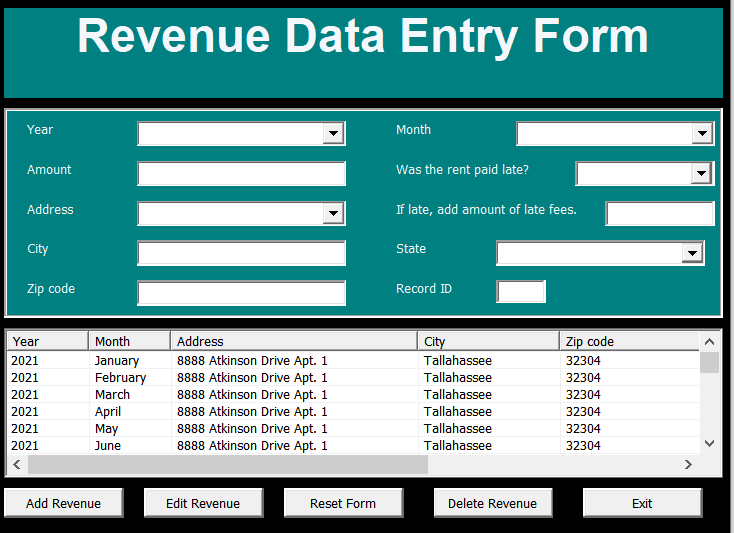 Revenue Data Entry Form
Year Month
Amount Was the rent paid late?
Address If late, add amount of late fees.
City State
Zip code Record ID
Year Month Address City Zip code
2021 January 8888 Atkinson Drive Apt. 1 Tallahassee 32304
2021 February 8888 Atkinson Drive Apt. 1 Tallahassee 32304
2021 March 8888 Atkinson Drive Apt. 1 Tallahassee 32304
2021 April 8888 Atkinson Drive Apt. 1 Tallahassee 32304
2021 May 8888 Atkinson Drive Apt. 1 Tallahassee 32304
2021 June 8888 Atkinson Drive Apt. 1 Tallahassee 32304
Add Revenue Edit Revenue Reset Form Delete Revenue Exit